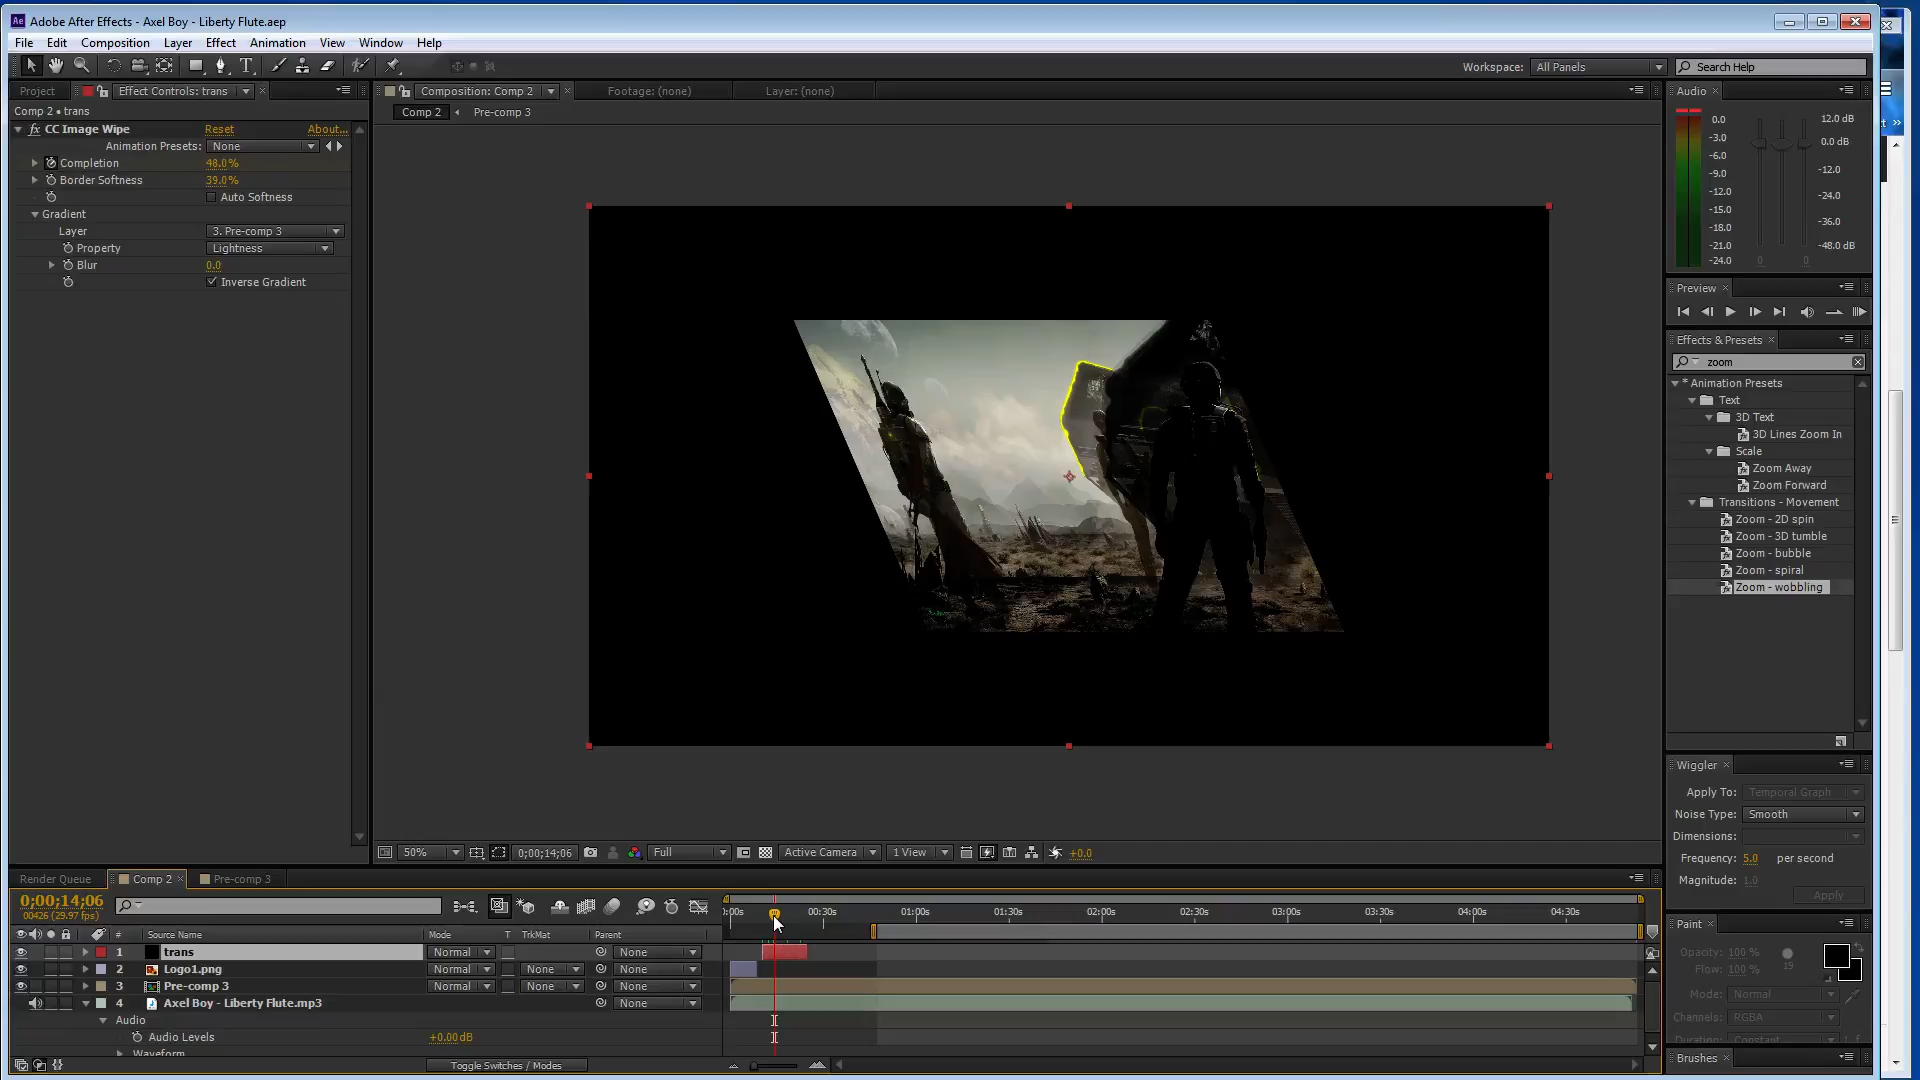 Adobe After Effects - Axel Boy - Liberty Flute.aep
File Edit Composition Layer Effect Animation View Window Help
Workspace: All Panels Search Help
Project Effect Controls: trans Composition: Comp 2 Footage: (none) Layer: (none) Audio
Comp 2 • trans
Comp 2 Pre-comp 3
fx CC Image Wipe Reset About...
Animation Presets: None
Completion 48.0%
Border Softness 39.0%
Auto Softness
Gradient
Layer 3. Pre-comp 3
Property Lightness
Blur 0.0
Inverse Gradient
0.0 12.0 dB
-3.0 0.0 dB
-6.0
-9.0 -12.0
-12.0
-15.0 -24.0
-18.0 -36.0
-21.0 -48.0 dB
-24.0 0 0
Preview
Effects & Presets
zoom
* Animation Presets
Text
3D Text
3D Lines Zoom In
Scale
Zoom Away
Zoom Forward
Transitions - Movement
Zoom - 2D spin
Zoom - 3D tumble
Zoom - bubble
Zoom - spiral
Zoom - wobbling
Wiggler
Apply To: Temporal Graph
Noise Type: Smooth
Dimensions:
Frequency: 5.0 per second
Magnitude: 1.0
Apply
50% 0;00;14;06 Full Active Camera 1 View +0.0
Render Queue Comp 2 Pre-comp 3
0;00;14;06
00426 (29.97 fps)
:00s 00:30s 01:00s 01:30s 02:00s 02:30s 03:00s 03:30s 04:00s 04:30s
# Source Name Mode T TrkMat Parent
1 trans Normal None
2 Logo1.png Normal None None
3 Pre-comp 3 Normal None None
4 Axel Boy - Liberty Flute.mp3 None
Audio
Audio Levels +0.00dB
Waveform
Toggle Switches / Modes
Paint
Opacity: 100 %
Flow: 100 % 19
Mode: Normal
Channels: RGBA
Duration: Constant
Brushes